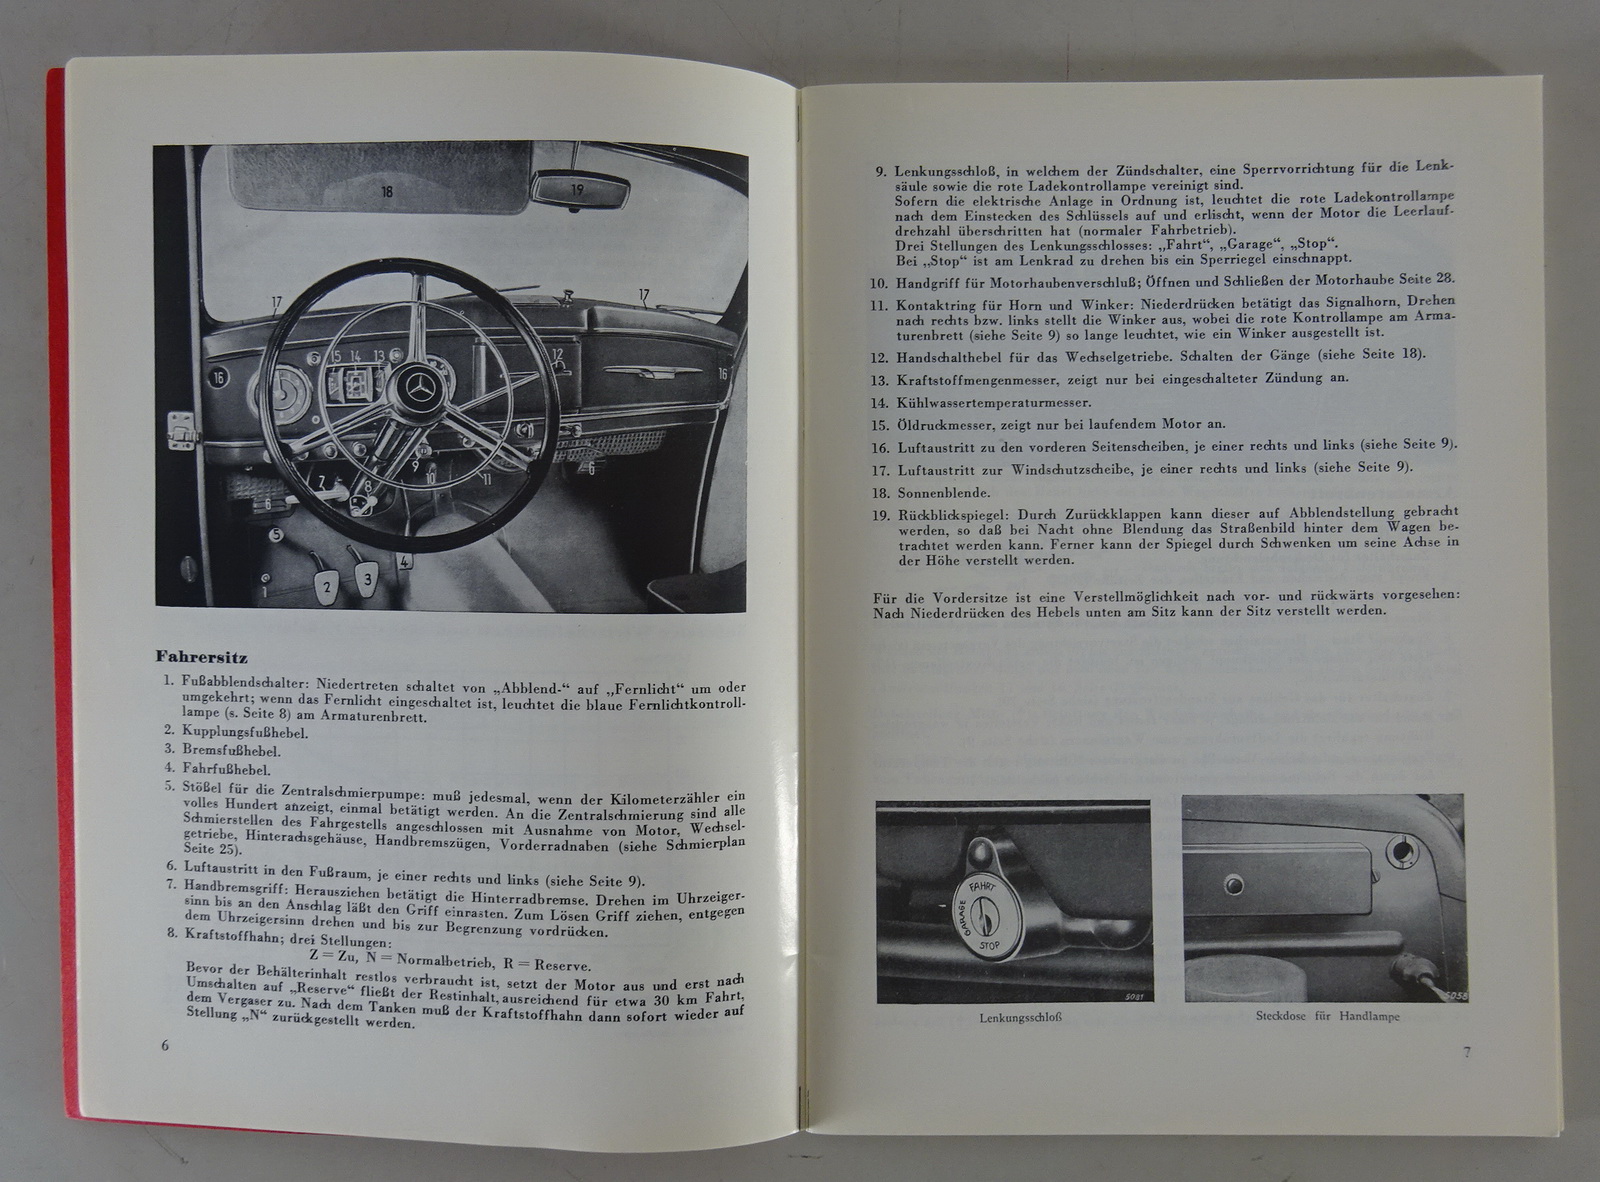 18
19
17
17
6
15 14 13
12
16
16
9
10
11
7
8
6
6
5
4
3
2
1
Fahrersitz
1. Fußabblendschalter: Niedertreten schaltet von „Abblend-“ auf „Fernlicht“ um oder
umgekehrt; wenn das Fernlicht eingeschaltet ist, leuchtet die blaue Fernlichtkontroll-
lampe (s. Seite 8) am Armaturenbrett.
2. Kupplungsfußhebel.
3. Bremsfußhebel.
4. Fahrfußhebel.
5. Stößel für die Zentralschmierpumpe: muß jedesmal, wenn der Kilometerzähler ein
volles Hundert anzeigt, einmal betätigt werden. An die Zentralschmierung sind alle
Schmierstellen des Fahrgestells angeschlossen mit Ausnahme von Motor, Wechsel-
getriebe, Hinterachsgehäuse, Handbremszügen, Vorderradnaben (siehe Schmierplan
Seite 25).
6. Luftaustritt in den Fußraum, je einer rechts und links (siehe Seite 9).
7. Handbremsgriff: Herausziehen betätigt die Hinterradbremse. Drehen im Uhrzeiger-
sinn bis an den Anschlag läßt den Griff einrasten. Zum Lösen Griff ziehen, entgegen
dem Uhrzeigersinn drehen und bis zur Begrenzung vordrücken.
8. Kraftstoffhahn; drei Stellungen:
Z = Zu, N = Normalbetrieb, R = Reserve.
Bevor der Behälterinhalt restlos verbraucht ist, setzt der Motor aus und erst nach
Umschalten auf „Reserve“ fließt der Restinhalt, ausreichend für etwa 30 km Fahrt,
dem Vergaser zu. Nach dem Tanken muß der Kraftstoffhahn dann sofort wieder auf
Stellung „N“ zurückgestellt werden.
6
9. Lenkungsschloß, in welchem der Zündschalter, eine Sperrvorrichtung für die Lenk-
säule sowie die rote Ladekontrollampe vereinigt sind.
Sofern die elektrische Anlage in Ordnung ist, leuchtet die rote Ladekontrollampe
nach dem Einstecken des Schlüssels auf und erlischt, wenn der Motor die Leerlauf-
drehzahl überschritten hat (normaler Fahrbetrieb).
Drei Stellungen des Lenkungsschlosses: „Fahrt“, „Garage“, „Stop“.
Bei „Stop“ ist am Lenkrad zu drehen bis ein Sperriegel einschnappt.
10. Handgriff für Motorhaubenverschluß; Öffnen und Schließen der Motorhaube Seite 28.
11. Kontaktring für Horn und Winker: Niederdrücken betätigt das Signalhorn, Drehen
nach rechts bzw. links stellt die Winker aus, wobei die rote Kontrollampe am Arma-
turenbrett (siehe Seite 9) so lange leuchtet, wie ein Winker ausgestellt ist.
12. Handschalthebel für das Wechselgetriebe. Schalten der Gänge (siehe Seite 18).
13. Kraftstoffmengenmesser, zeigt nur bei eingeschalteter Zündung an.
14. Kühlwassertemperaturmesser.
15. Öldruckmesser, zeigt nur bei laufendem Motor an.
16. Luftaustritt zu den vorderen Seitenscheiben, je einer rechts und links (siehe Seite 9).
17. Luftaustritt zur Windschutzscheibe, je einer rechts und links (siehe Seite 9).
18. Sonnenblende.
19. Rückblickspiegel: Durch Zurückklappen kann dieser auf Abblendstellung gebracht
werden, so daß bei Nacht ohne Blendung das Straßenbild hinter dem Wagen be-
trachtet werden kann. Ferner kann der Spiegel durch Schwenken um seine Achse in
der Höhe verstellt werden.
Für die Vordersitze ist eine Verstellmöglichkeit nach vor- und rückwärts vorgesehen:
Nach Niederdrücken des Hebels unten am Sitz kann der Sitz verstellt werden.
FAHRT
GARAGE
STOP
5058
Lenkungsschloß
Steckdose für Handlampe
7